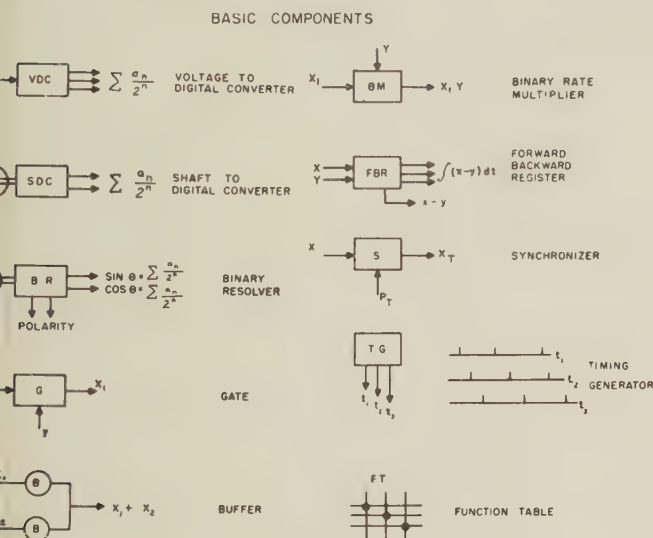 BASIC COMPONENTS
VDC
∑ aₙ/2ⁿ
VOLTAGE TO
DIGITAL CONVERTER
Y
X₁
BM
X₁ Y
BINARY RATE
MULTIPLIER
SDC
∑ aₙ/2ⁿ
SHAFT TO
DIGITAL CONVERTER
X
Y
FBR
∫(x-y) dt
x-y
FORWARD
BACKWARD
REGISTER
BR
SIN θ = ∑ aₙ/2ⁿ
COS θ = ∑ aₙ/2ⁿ
POLARITY
BINARY
RESOLVER
X
S
X_T
P_T
SYNCHRONIZER
G
X₁
GATE
TG
t₁ t₂ t₃
t₁
t₂
t₃
TIMING
GENERATOR
B
B
X₁ + X₂
BUFFER
FT
FUNCTION TABLE